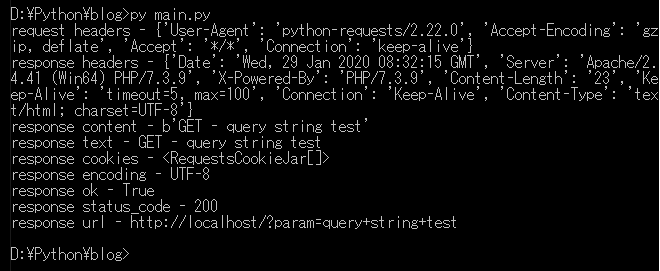 D:¥Python¥blog>py main.py
request headers - {'User-Agent': 'python-requests/2.22.0', 'Accept-Encoding': 'gz
ip, deflate', 'Accept': '*/*', 'Connection': 'keep-alive'}
response headers - {'Date': 'Wed, 29 Jan 2020 08:32:15 GMT', 'Server': 'Apache/2.
4.41 (Win64) PHP/7.3.9', 'X-Powered-By': 'PHP/7.3.9', 'Content-Length': '23', 'Ke
ep-Alive': 'timeout=5, max=100', 'Connection': 'Keep-Alive', 'Content-Type': 'tex
t/html; charset=UTF-8'}
response content - b'GET - query string test'
response text - GET - query string test
response cookies - <RequestsCookieJar[]>
response encoding - UTF-8
response ok - True
response status_code - 200
response url - http://localhost/?param=query+string+test
D:¥Python¥blog>